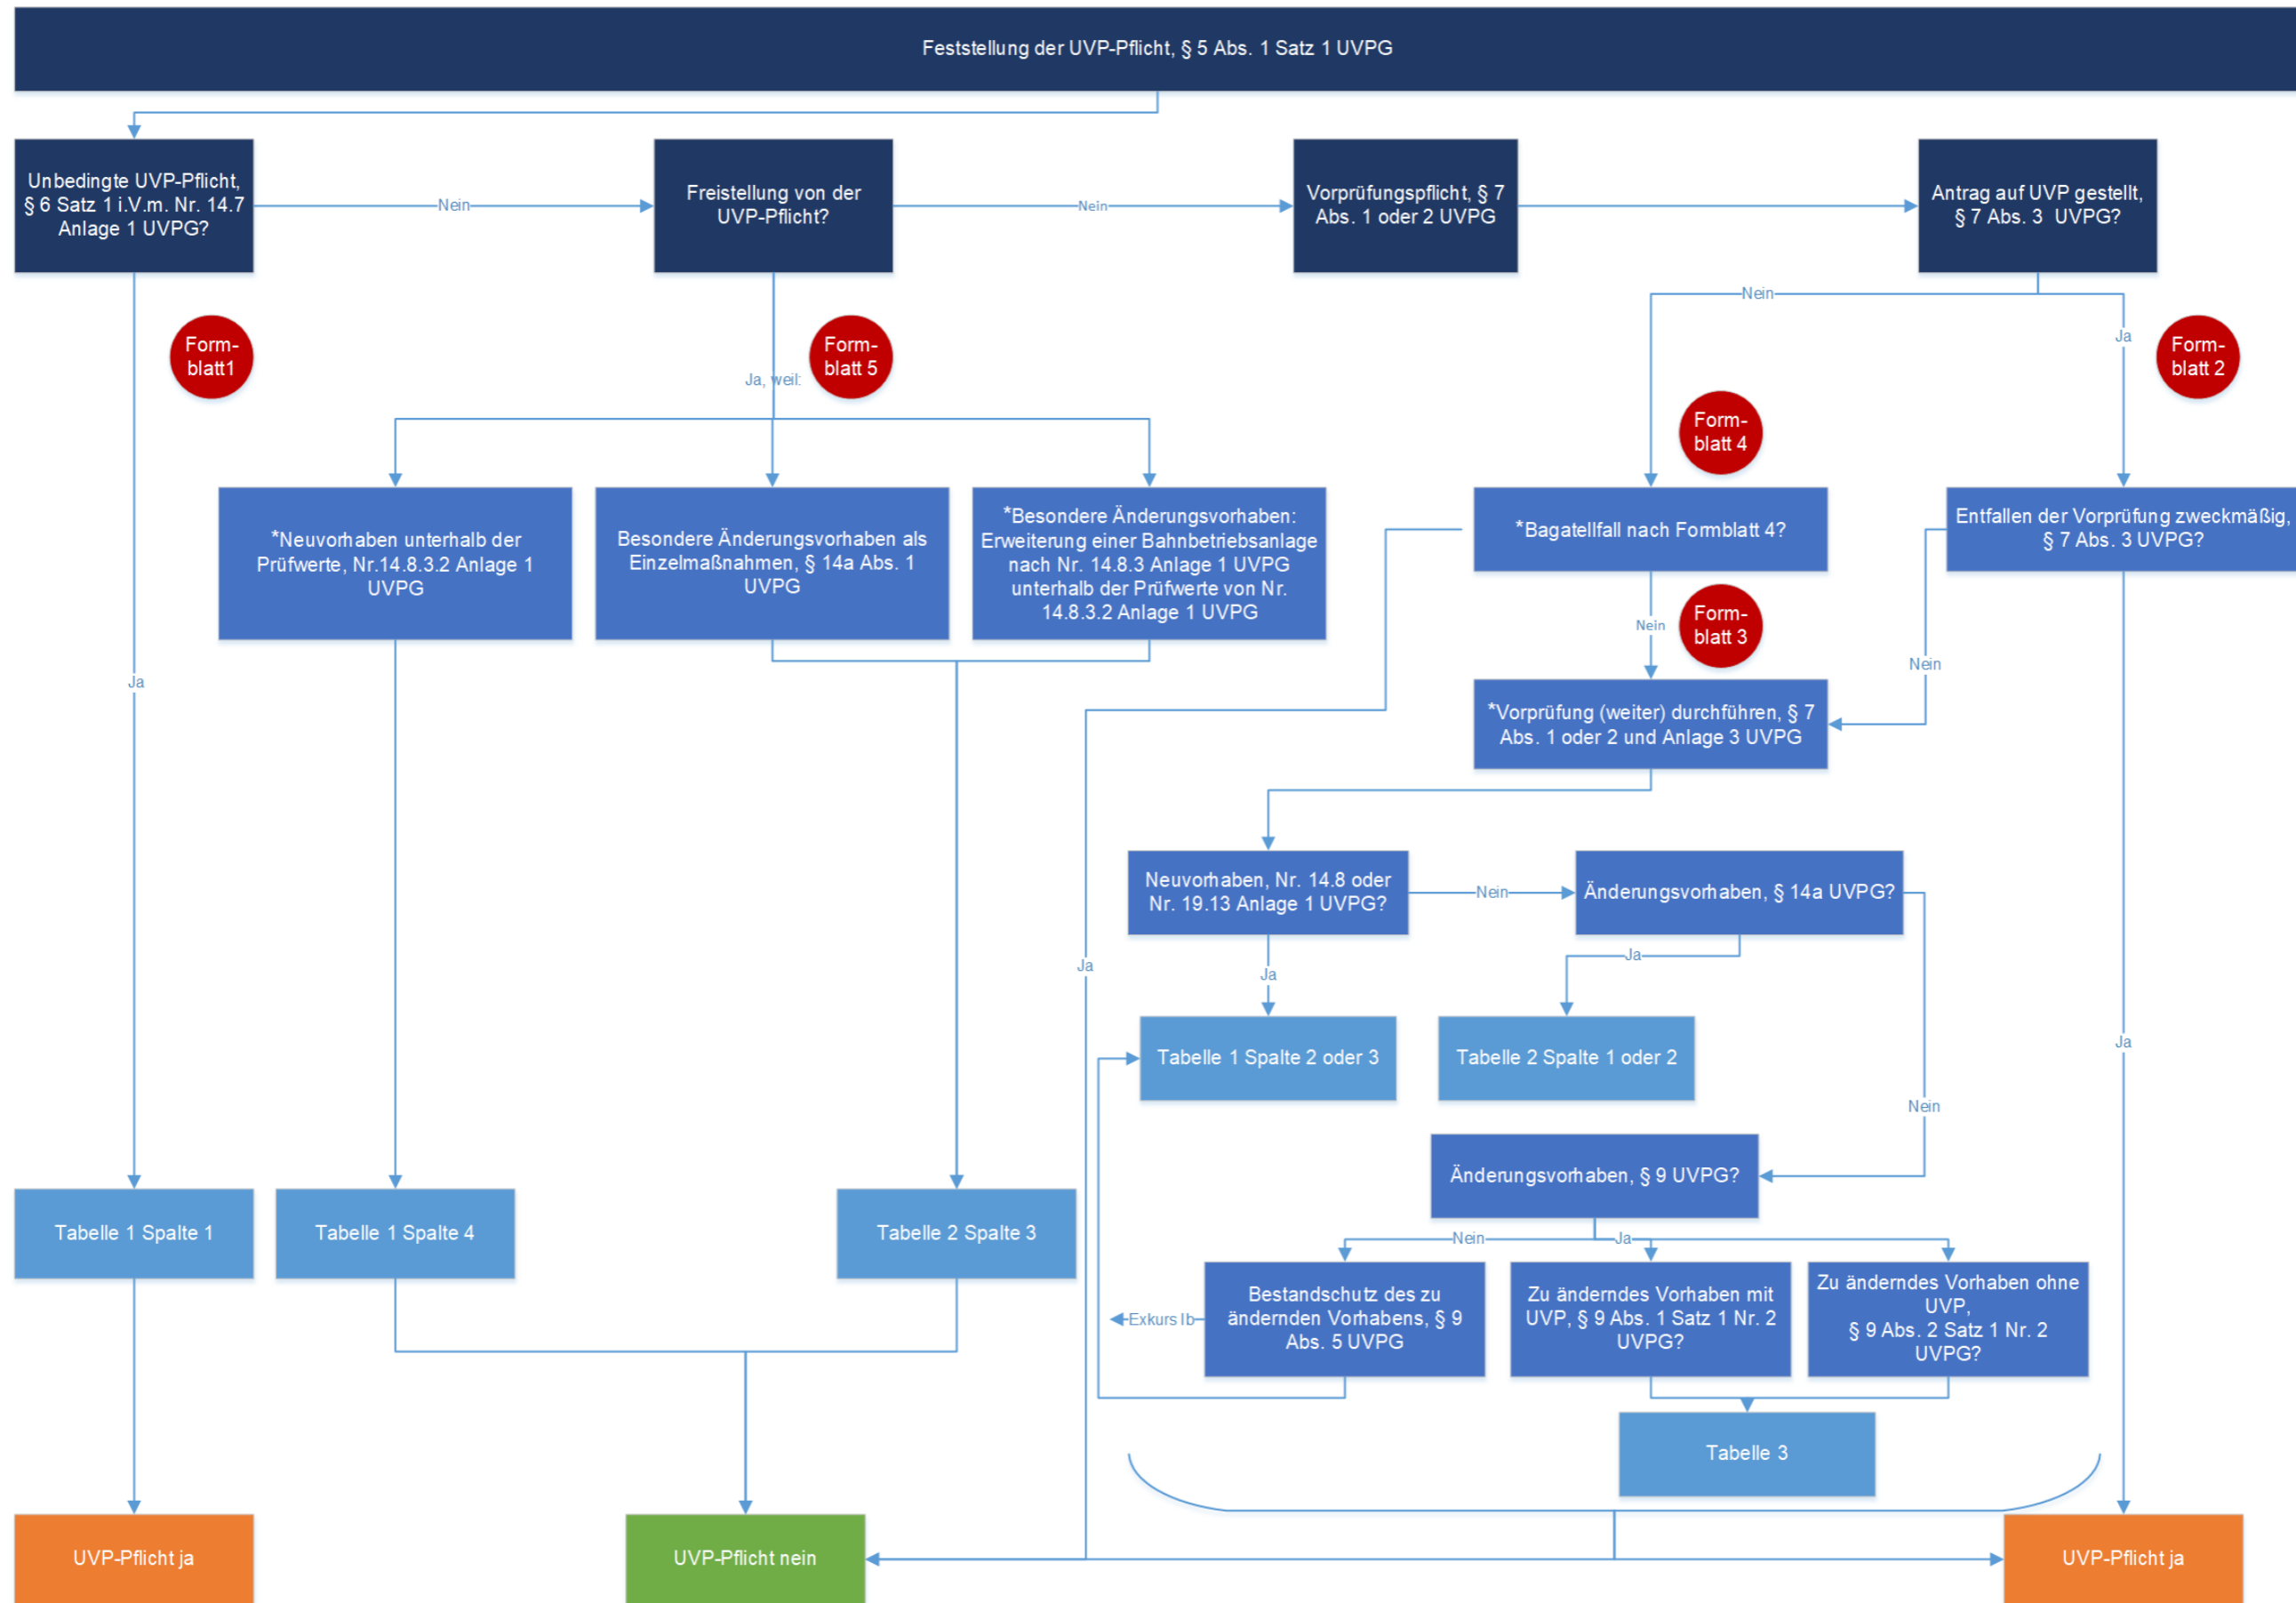 Feststellung der UVP-Pflicht, § 5 Abs. 1 Satz 1 UVPG
Unbedingte UVP-Pflicht,
§ 6 Satz 1 i.V.m. Nr. 14.7
Anlage 1 UVPG?
Nein
Freistellung von der
UVP-Pflicht?
Nein
Vorprüfungspflicht, § 7
Abs. 1 oder 2 UVPG
Antrag auf UVP gestellt,
§ 7 Abs. 3 UVPG?
Nein
Ja
Form-
blatt1
Ja, weil:
Form-
blatt 5
Form-
blatt 4
Form-
blatt 2
*Neuvorhaben unterhalb der
Prüfwerte, Nr.14.8.3.2 Anlage 1
UVPG
Besondere Änderungsvorhaben als
Einzelmaßnahmen, § 14a Abs. 1
UVPG
*Besondere Änderungsvorhaben:
Erweiterung einer Bahnbetriebsanlage
nach Nr. 14.8.3 Anlage 1 UVPG
unterhalb der Prüfwerte von Nr.
14.8.3.2 Anlage 1 UVPG
*Bagatellfall nach Formblatt 4?
Entfallen der Vorprüfung zweckmäßig,
§ 7 Abs. 3 UVPG?
Nein
Form-
blatt 3
Nein
Ja
*Vorprüfung (weiter) durchführen, § 7
Abs. 1 oder 2 und Anlage 3 UVPG
Neuvorhaben, Nr. 14.8 oder
Nr. 19.13 Anlage 1 UVPG?
Nein
Änderungsvorhaben, § 14a UVPG?
Ja
Ja
Ja
Ja
Tabelle 1 Spalte 2 oder 3
Tabelle 2 Spalte 1 oder 2
Nein
Änderungsvorhaben, § 9 UVPG?
Tabelle 1 Spalte 1
Tabelle 1 Spalte 4
Tabelle 2 Spalte 3
Nein
Ja
Exkurs Ib
Bestandschutz des zu
ändernden Vorhabens, § 9
Abs. 5 UVPG
Zu änderndes Vorhaben mit
UVP, § 9 Abs. 1 Satz 1 Nr. 2
UVPG?
Zu änderndes Vorhaben ohne
UVP,
§ 9 Abs. 2 Satz 1 Nr. 2
UVPG?
Tabelle 3
UVP-Pflicht ja
UVP-Pflicht nein
UVP-Pflicht ja